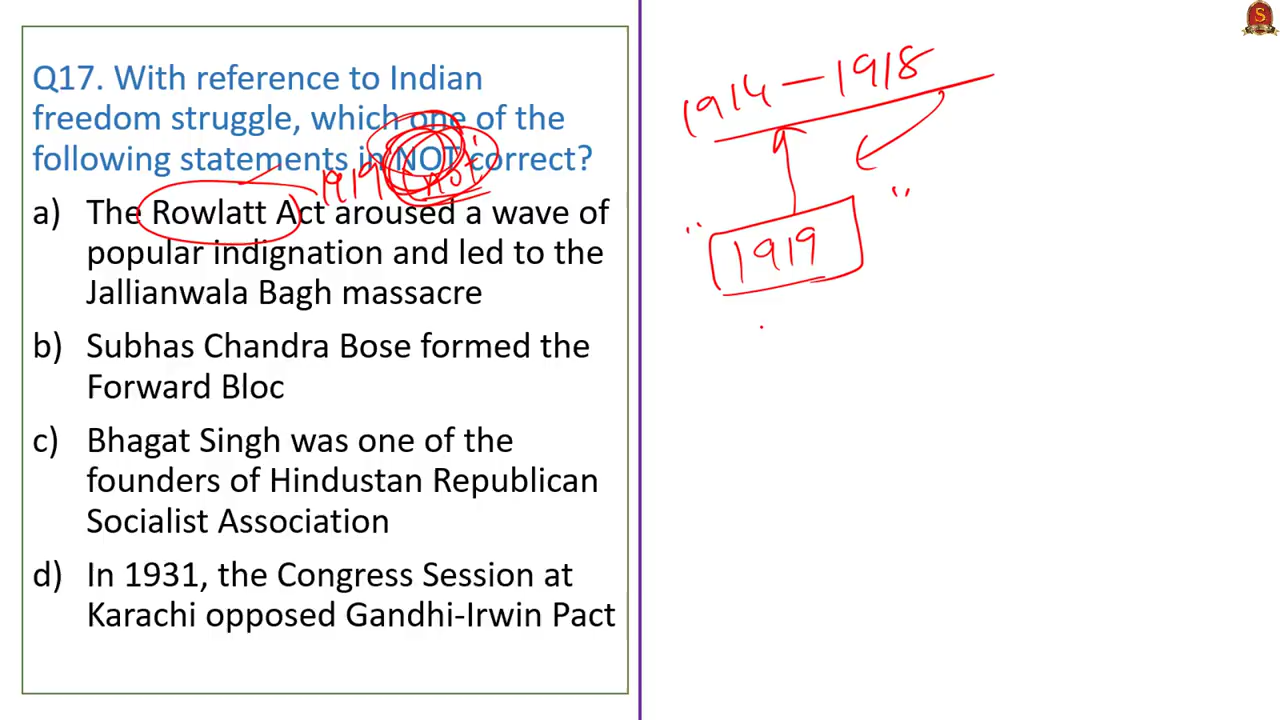 Q17. With reference to Indian
freedom struggle, which one of the
following statements in NOT correct?
a) The Rowlatt Act aroused a wave of
popular indignation and led to the
Jallianwala Bagh massacre
b) Subhas Chandra Bose formed the
Forward Bloc
c) Bhagat Singh was one of the
founders of Hindustan Republican
Socialist Association
d) In 1931, the Congress Session at
Karachi opposed Gandhi-Irwin Pact
1919
not
1914 – 1918
" 1919 "
S